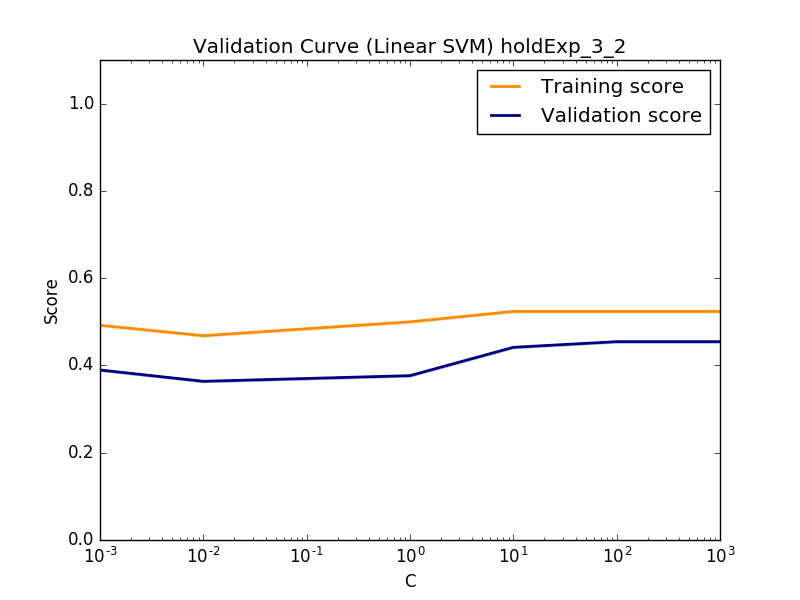 Validation Curve (Linear SVM) holdExp_3_2
Training score
Validation score
1.0
0.8
0.6
0.4
0.2
0.0
Score
10^-3 10^-2 10^-1 10^0 10^1 10^2 10^3
C